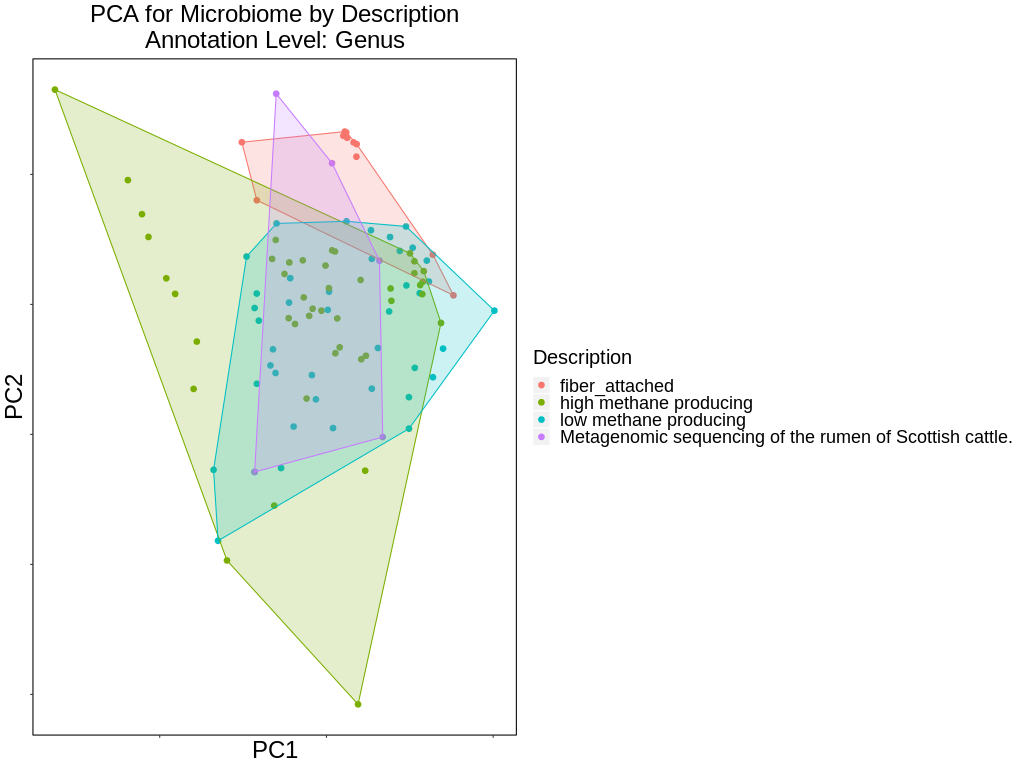 PCA for Microbiome by Description
Annotation Level: Genus
PC2
PC1
Description
fiber_attached
high methane producing
low methane producing
Metagenomic sequencing of the rumen of Scottish cattle.